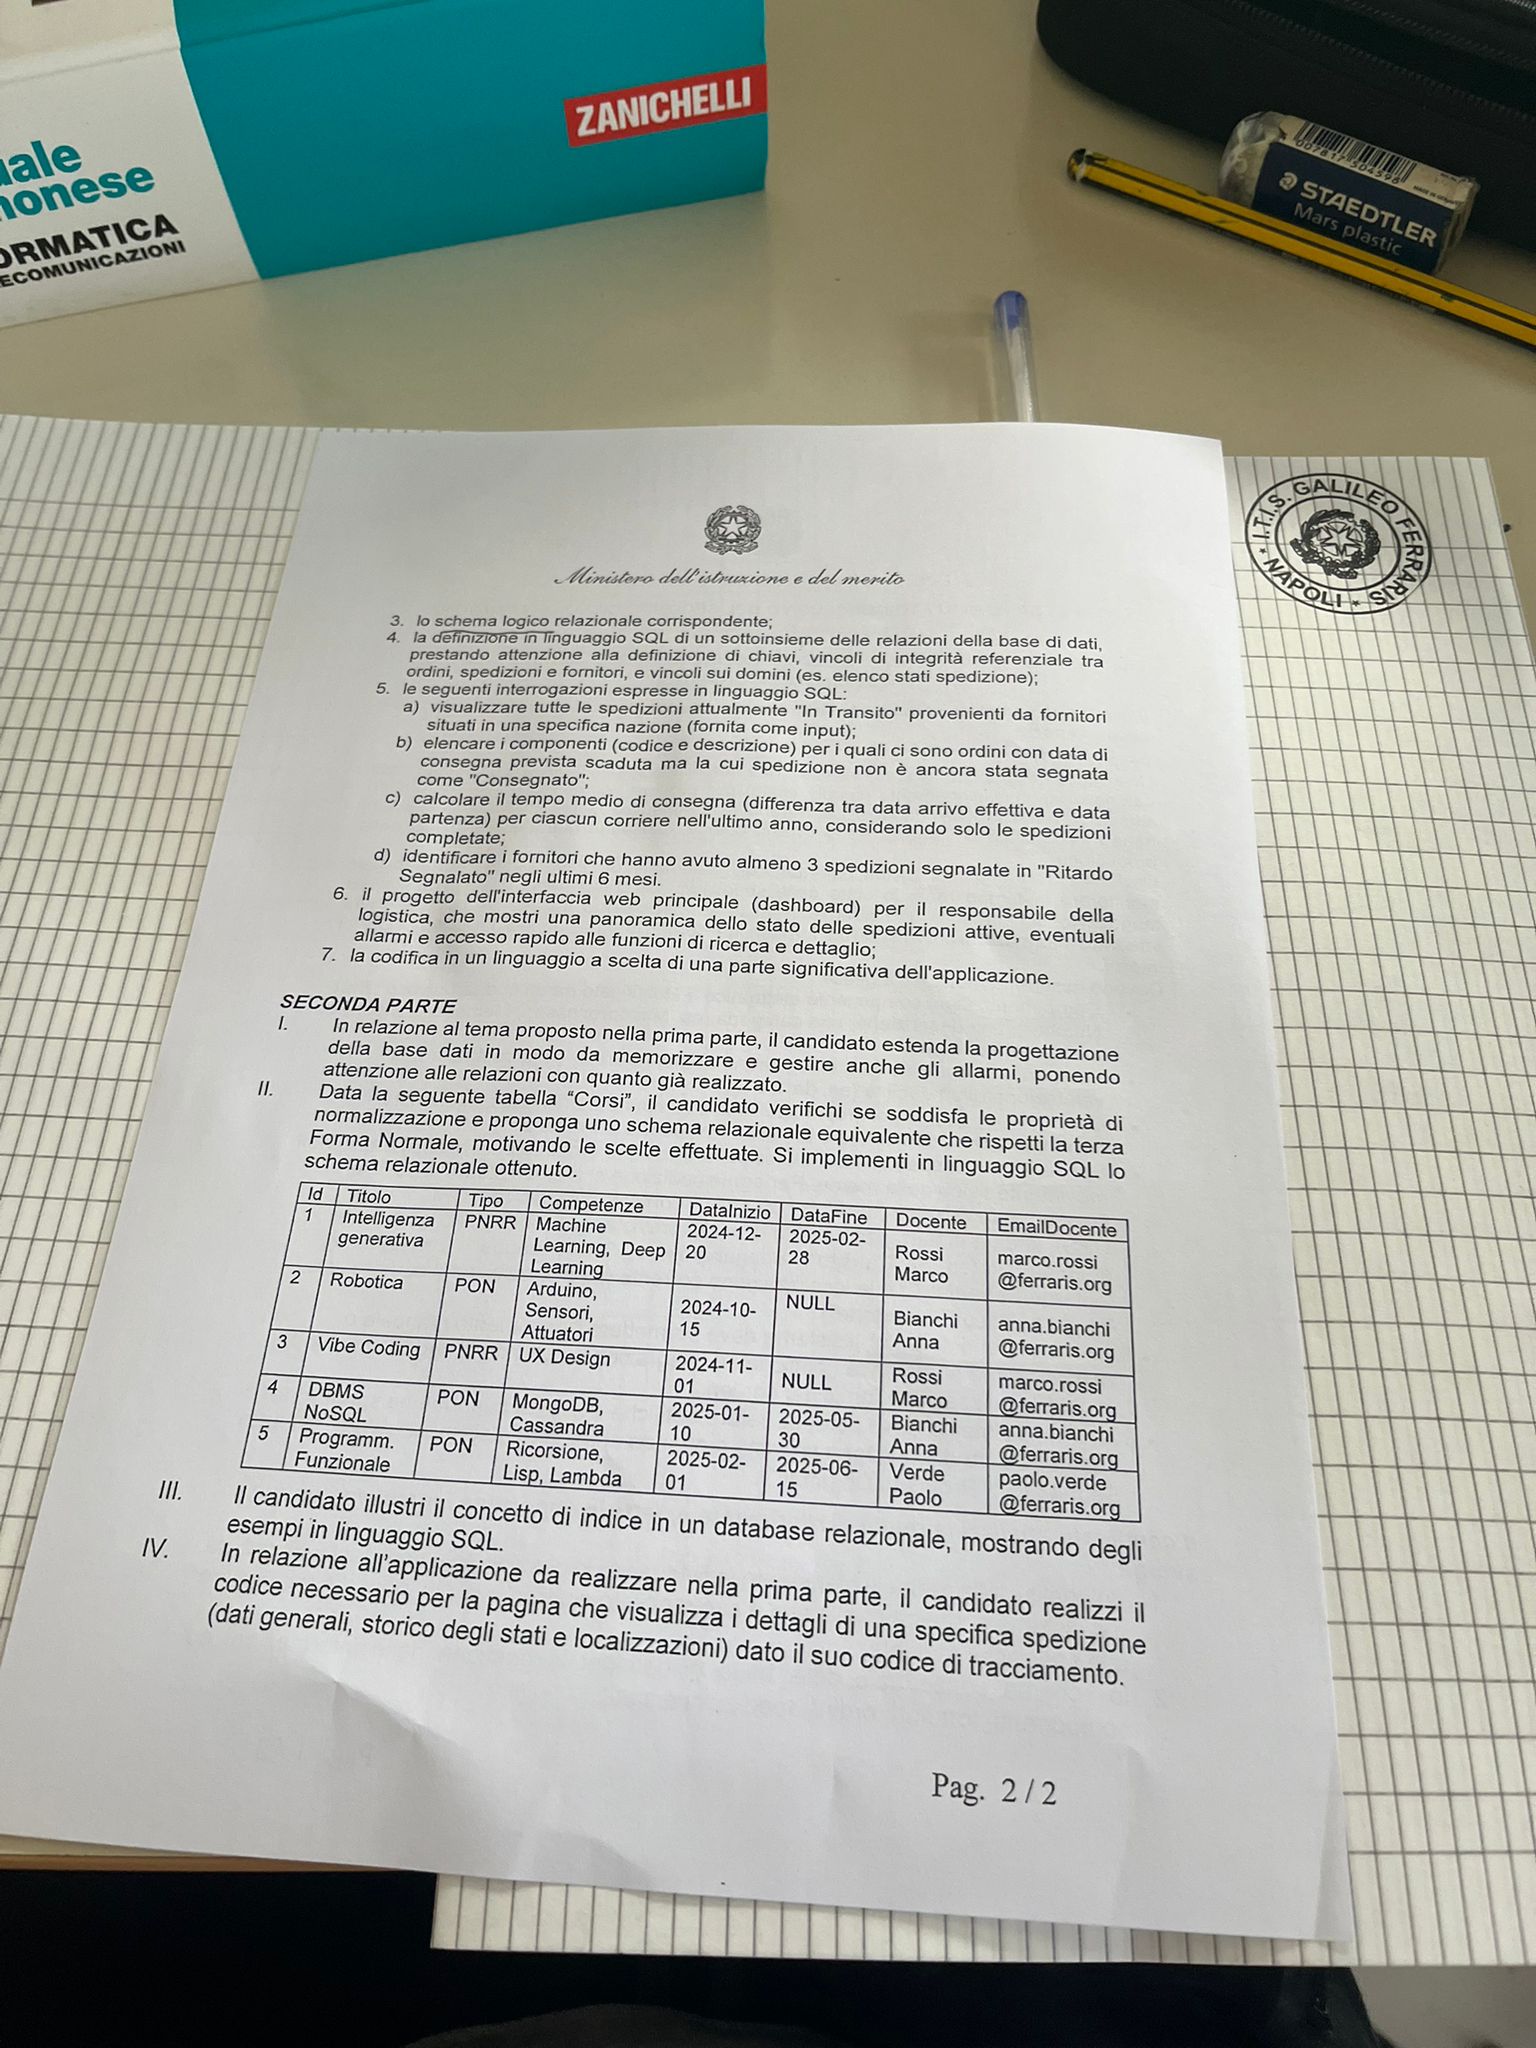 ZANICHELLI
uale
nonese
ORMATICA
ECOMUNICAZIONI
STAEDTLER
Mars plastic
I.T.I.S. GALILEO FERRARIS
* NAPOLI *
Ministero dell'istruzione e del merito
3. lo schema logico relazionale corrispondente;
4. la definizione in linguaggio SQL di un sottoinsieme delle relazioni della base di dati,
prestando attenzione alla definizione di chiavi, vincoli di integrità referenziale tra
ordini, spedizioni e fornitori, e vincoli sui domini (es. elenco stati spedizione);
5. le seguenti interrogazioni espresse in linguaggio SQL:
a) visualizzare tutte le spedizioni attualmente "In Transito" provenienti da fornitori
situati in una specifica nazione (fornita come input);
b) elencare i componenti (codice e descrizione) per i quali ci sono ordini con data di
consegna prevista scaduta ma la cui spedizione non è ancora stata segnata
come "Consegnato";
c) calcolare il tempo medio di consegna (differenza tra data arrivo effettiva e data
partenza) per ciascun corriere nell'ultimo anno, considerando solo le spedizioni
completate;
d) identificare i fornitori che hanno avuto almeno 3 spedizioni segnalate in "Ritardo
Segnalato" negli ultimi 6 mesi.
6. il progetto dell'interfaccia web principale (dashboard) per il responsabile della
logistica, che mostri una panoramica dello stato delle spedizioni attive, eventuali
allarmi e accesso rapido alle funzioni di ricerca e dettaglio;
7. la codifica in un linguaggio a scelta di una parte significativa dell'applicazione.
SECONDA PARTE
I. In relazione al tema proposto nella prima parte, il candidato estenda la progettazione
della base dati in modo da memorizzare e gestire anche gli allarmi, ponendo
attenzione alle relazioni con quanto già realizzato.
II. Data la seguente tabella “Corsi”, il candidato verifichi se soddisfa le proprietà di
normalizzazione e proponga uno schema relazionale equivalente che rispetti la terza
Forma Normale, motivando le scelte effettuate. Si implementi in linguaggio SQL lo
schema relazionale ottenuto.
Id Titolo Tipo Competenze DataInizio DataFine Docente EmailDocente
1 Intelligenza generativa PNRR Machine Learning, Deep Learning 2024-12-20 2025-02-28 Rossi Marco marco.rossi @ferraris.org
2 Robotica PON Arduino, Sensori, Attuatori 2024-10-15 NULL Bianchi Anna anna.bianchi @ferraris.org
3 Vibe Coding PNRR UX Design 2024-11-01 NULL Rossi Marco marco.rossi @ferraris.org
4 DBMS NoSQL PON MongoDB, Cassandra 2025-01-10 2025-05-30 Bianchi Anna anna.bianchi @ferraris.org
5 Programm. Funzionale PON Ricorsione, Lisp, Lambda 2025-02-01 2025-06-15 Verde Paolo paolo.verde @ferraris.org
III. Il candidato illustri il concetto di indice in un database relazionale, mostrando degli
esempi in linguaggio SQL.
IV. In relazione all'applicazione da realizzare nella prima parte, il candidato realizzi il
codice necessario per la pagina che visualizza i dettagli di una specifica spedizione
(dati generali, storico degli stati e localizzazioni) dato il suo codice di tracciamento.
Pag. 2 / 2